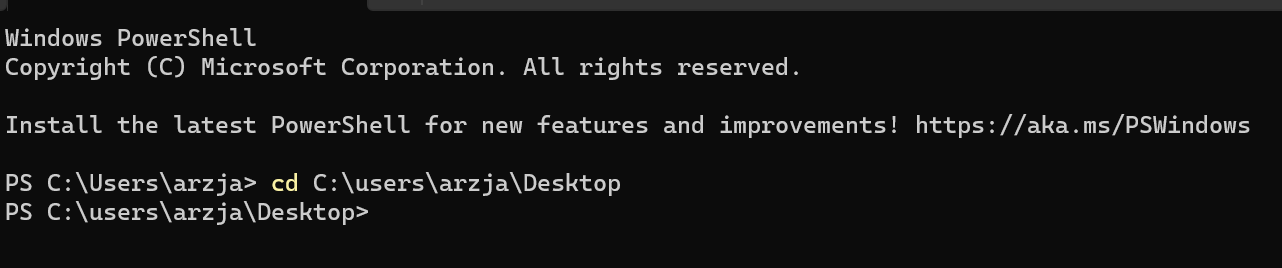 Windows PowerShell
Copyright (C) Microsoft Corporation. All rights reserved.
Install the latest PowerShell for new features and improvements! https://aka.ms/PSWindows
PS C:\Users\arzja> cd C:\users\arzja\Desktop
PS C:\users\arzja\Desktop>